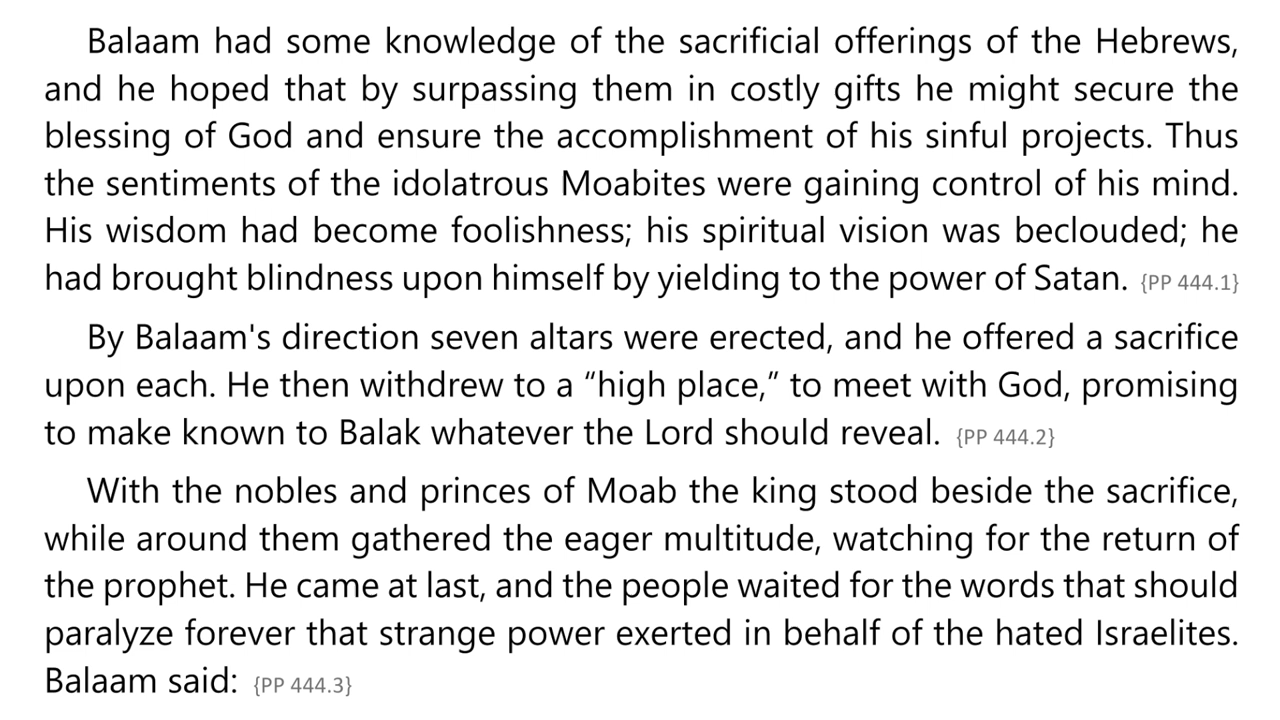 Balaam had some knowledge of the sacrificial offerings of the Hebrews,
and he hoped that by surpassing them in costly gifts he might secure the
blessing of God and ensure the accomplishment of his sinful projects. Thus
the sentiments of the idolatrous Moabites were gaining control of his mind.
His wisdom had become foolishness; his spiritual vision was beclouded; he
had brought blindness upon himself by yielding to the power of Satan. {PP 444.1}
By Balaam's direction seven altars were erected, and he offered a sacrifice
upon each. He then withdrew to a “high place,” to meet with God, promising
to make known to Balak whatever the Lord should reveal. {PP 444.2}
With the nobles and princes of Moab the king stood beside the sacrifice,
while around them gathered the eager multitude, watching for the return of
the prophet. He came at last, and the people waited for the words that should
paralyze forever that strange power exerted in behalf of the hated Israelites.
Balaam said: {PP 444.3}